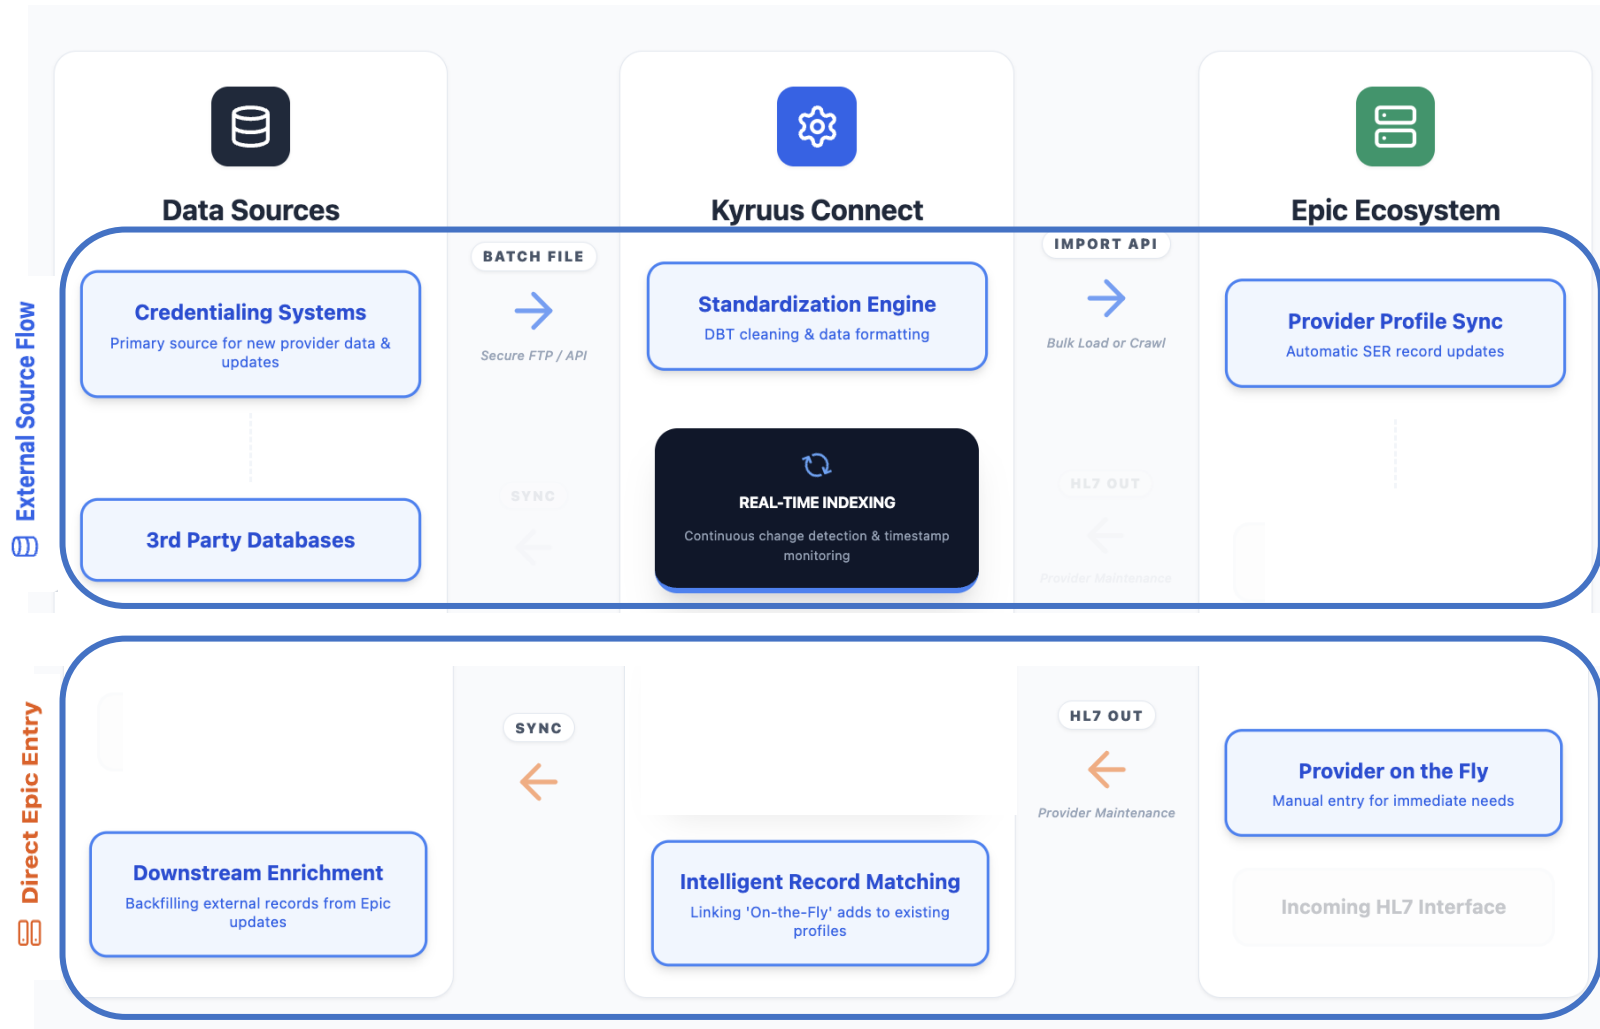 Data Sources
Kyruus Connect
Epic Ecosystem
External Source Flow
Credentialing Systems
Primary source for new provider data &
updates
3rd Party Databases
BATCH FILE
Secure FTP / API
SYNC
Standardization Engine
DBT cleaning & data formatting
REAL-TIME INDEXING
Continuous change detection & timestamp
monitoring
IMPORT API
Bulk Load or Crawl
HL7 OUT
Provider Maintenance
Provider Profile Sync
Automatic SER record updates
Direct Epic Entry
Downstream Enrichment
Backfilling external records from Epic
updates
SYNC
Intelligent Record Matching
Linking 'On-the-Fly' adds to existing
profiles
HL7 OUT
Provider Maintenance
Provider on the Fly
Manual entry for immediate needs
Incoming HL7 Interface